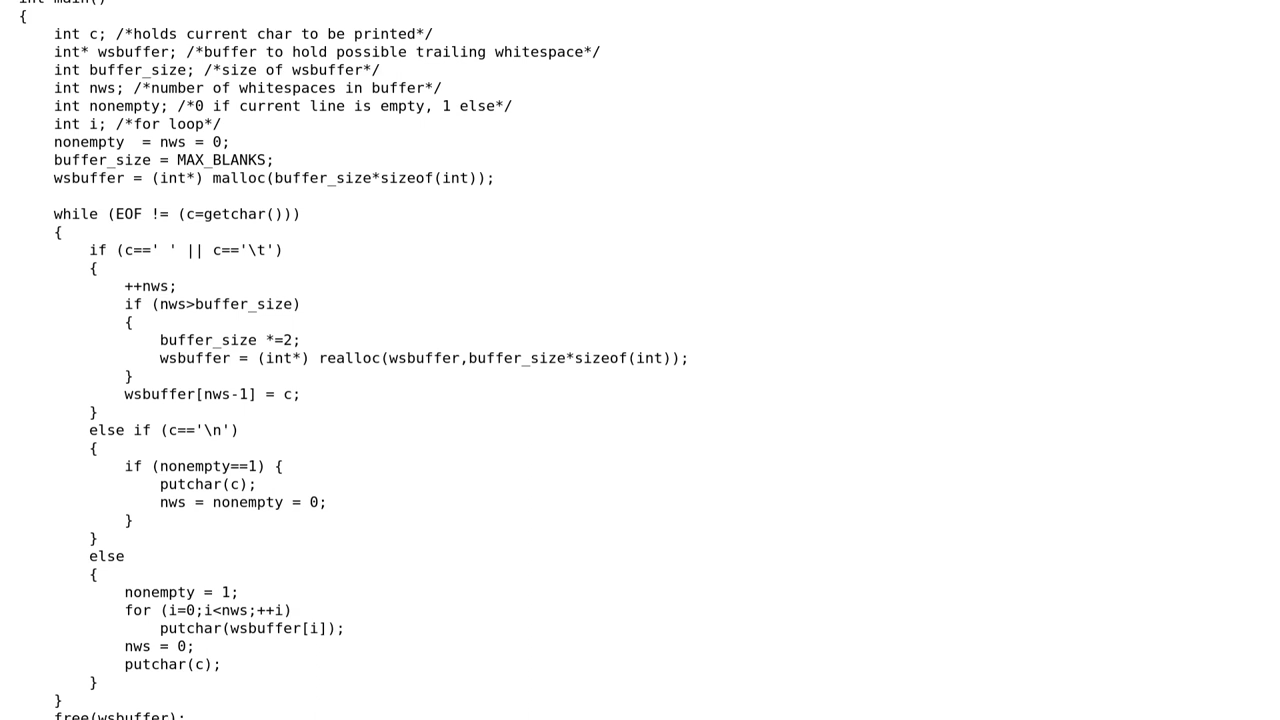 int main()
{
    int c; /*holds current char to be printed*/
    int* wsbuffer; /*buffer to hold possible trailing whitespace*/
    int buffer_size; /*size of wsbuffer*/
    int nws; /*number of whitespaces in buffer*/
    int nonempty; /*0 if current line is empty, 1 else*/
    int i; /*for loop*/
    nonempty  = nws = 0;
    buffer_size = MAX_BLANKS;
    wsbuffer = (int*) malloc(buffer_size*sizeof(int));

    while (EOF != (c=getchar()))
    {
        if (c==' ' || c=='\t')
        {
            ++nws;
            if (nws>buffer_size)
            {
                buffer_size *=2;
                wsbuffer = (int*) realloc(wsbuffer,buffer_size*sizeof(int));
            }
            wsbuffer[nws-1] = c;
        }
        else if (c=='\n')
        {
            if (nonempty==1) {
                putchar(c);
                nws = nonempty = 0;
            }
        }
        else
        {
            nonempty = 1;
            for (i=0;i<nws;++i)
                putchar(wsbuffer[i]);
            nws = 0;
            putchar(c);
        }
    }
    free(wsbuffer);